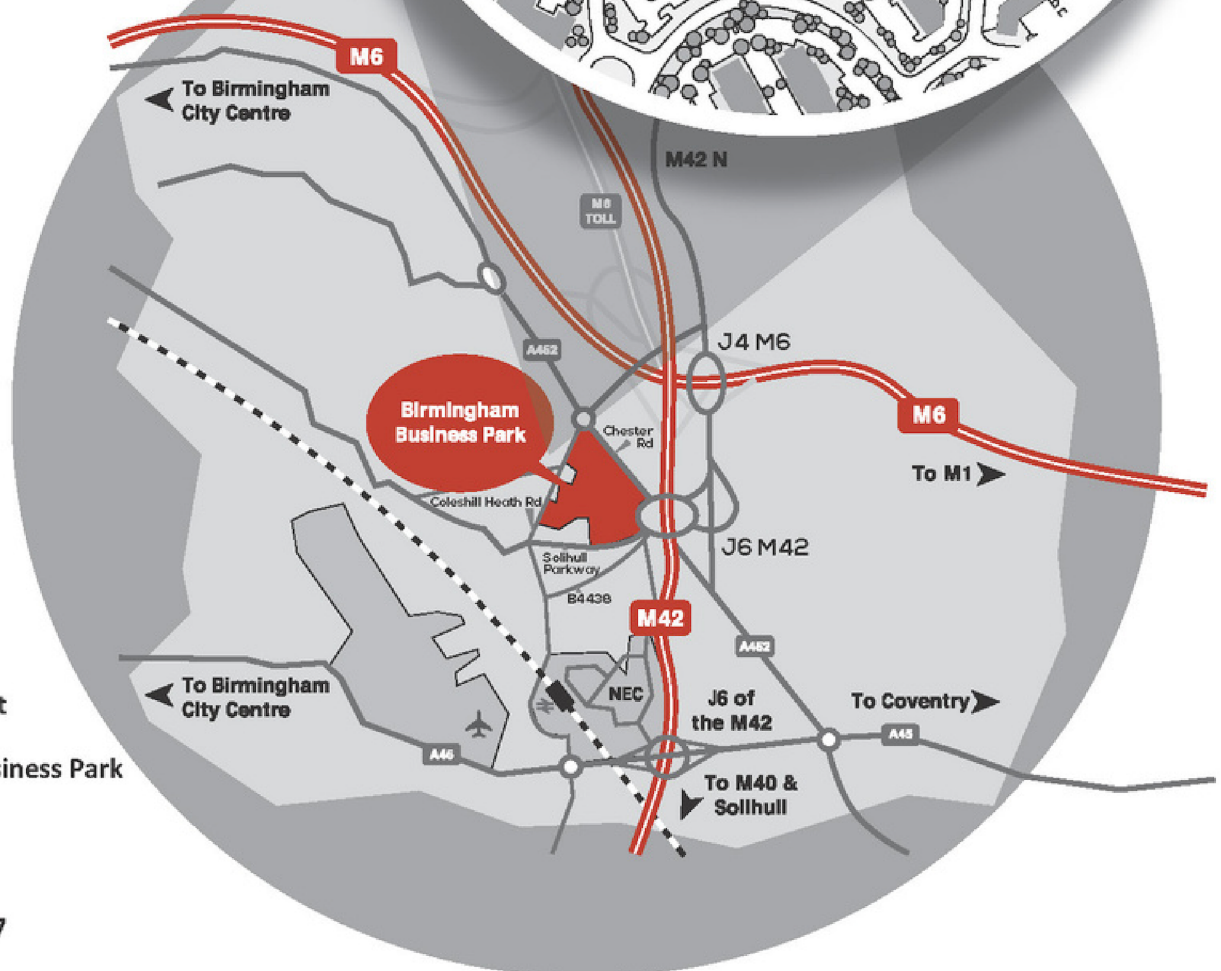 M6
To Birmingham
City Centre
M42 N
M6
TOLL
J4 M6
A452
Birmingham
Business Park
Chester
Rd
M6
To M1
Coleshill Heath Rd
J6 M42
Solihull
Parkway
B4438
M42
A452
To Birmingham
City Centre
NEC
J6 of
the M42
To Coventry
A45
A45
siness Park
To M40 &
Solihull